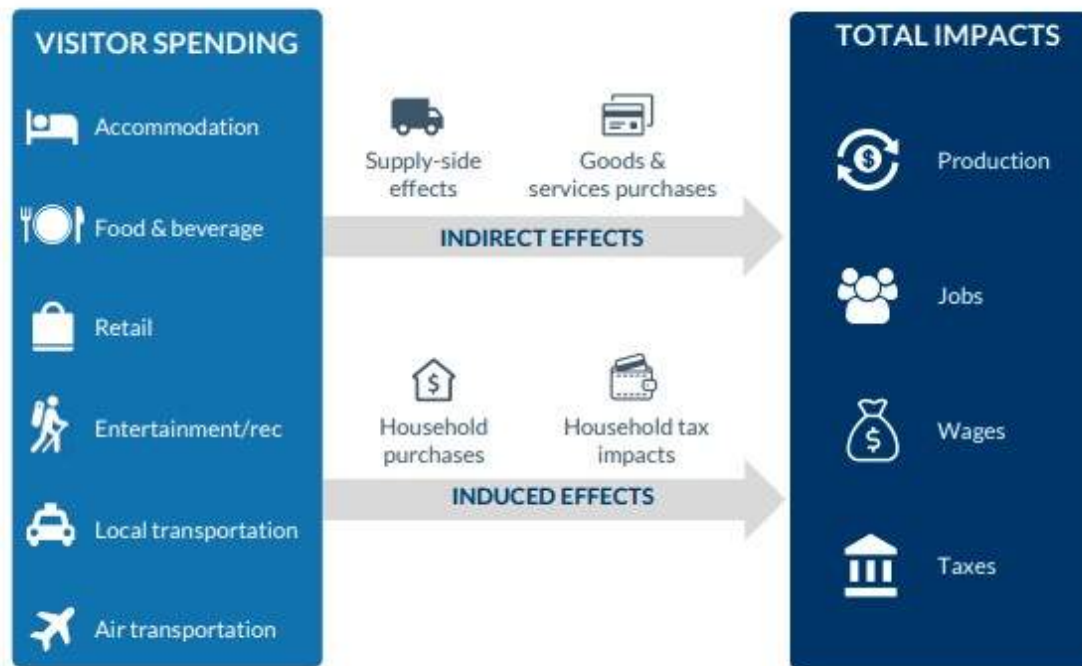 VISITOR SPENDING
Accommodation
Food & beverage
Retail
Entertainment/rec
Local transportation
Air transportation
Supply-side
effects
Goods &
services purchases
INDIRECT EFFECTS
Household
purchases
Household tax
impacts
INDUCED EFFECTS
TOTAL IMPACTS
Production
Jobs
Wages
Taxes